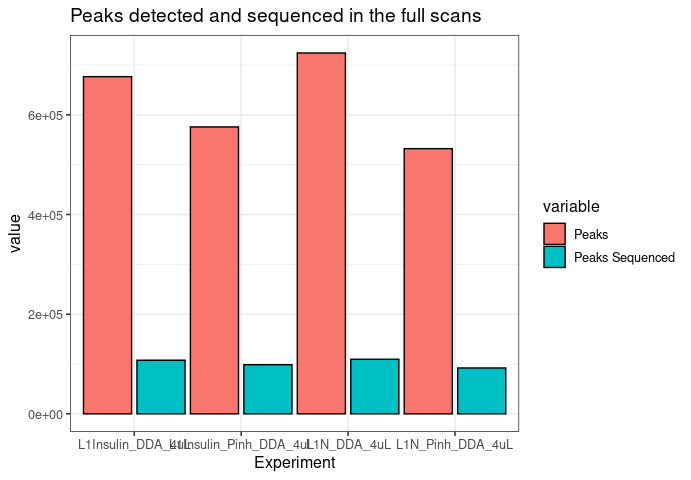 Peaks detected and sequenced in the full scans
6e+05
4e+05
2e+05
0e+00
value
L1Insulin_DDA_4uL L1Insulin_Pinh_DDA_4uL L1N_DDA_4uL L1N_Pinh_DDA_4uL
Experiment
variable
Peaks
Peaks Sequenced